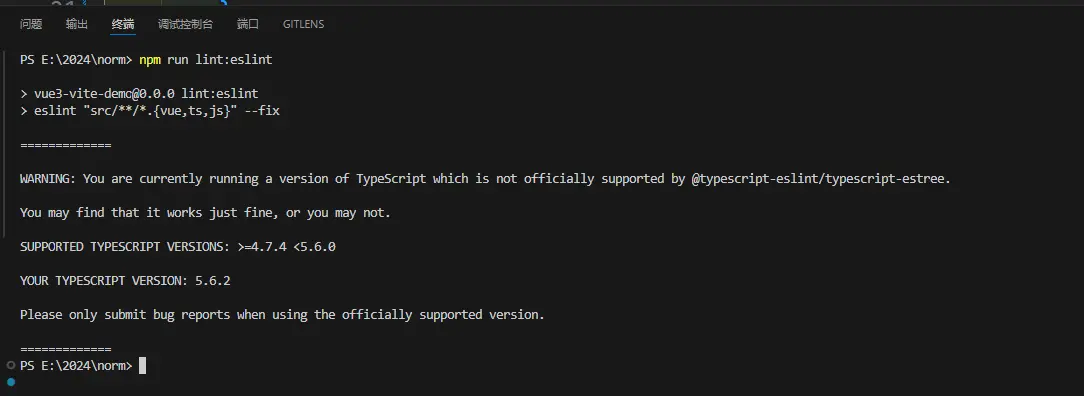 问题 输出 终端 调试控制台 端口 GITLENS
PS E:\2024\norm> npm run lint:eslint
> vue3-vite-demo@0.0.0 lint:eslint
> eslint "src/**/*.{vue,ts,js}" --fix
=============
WARNING: You are currently running a version of TypeScript which is not officially supported by @typescript-eslint/typescript-estree.
You may find that it works just fine, or you may not.
SUPPORTED TYPESCRIPT VERSIONS: >=4.7.4 <5.6.0
YOUR TYPESCRIPT VERSION: 5.6.2
Please only submit bug reports when using the officially supported version.
=============
PS E:\2024\norm>